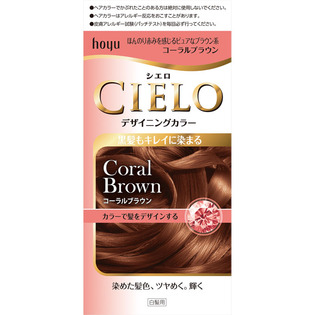 ●ヘアカラーでかぶれたことのある方は絶対に使用しないでください。
●ヘアカラーはアレルギー反応をおこすことがあります。
●皮膚アレルギー試験(パッチテスト)を毎回必ず行ってください。
hoyu
ほんのり赤みを感じるピュアなブラウン系
コーラルブラウン
シエロ
CIELO
デザイニングカラー
黒髪もキレイに染まる
Coral
Brown
コーラルブラウン
カラーで髪をデザインする
染めた髪色、ツヤめく。輝く
白髪用